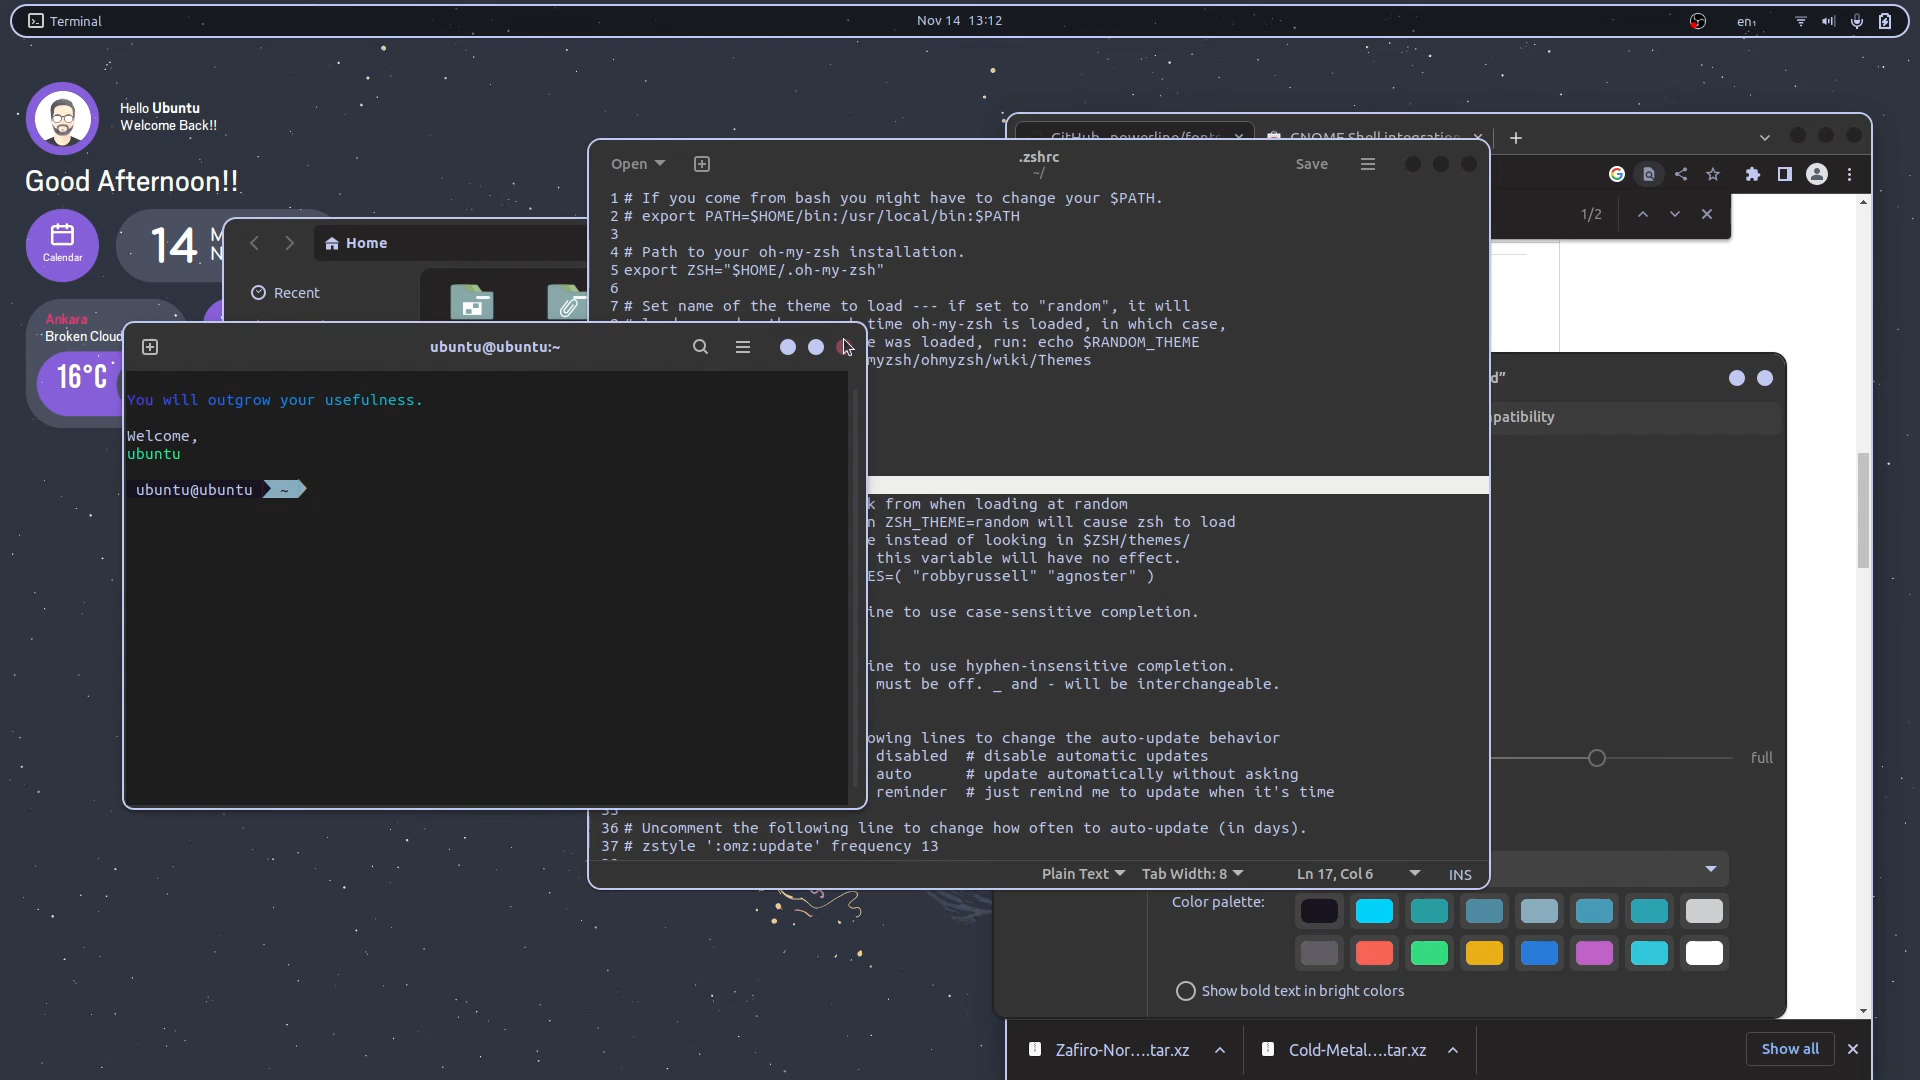 Terminal
Nov 14 13:12
en₁
Hello Ubuntu
Welcome Back!!
Good Afternoon!!
Calendar
14
Ankara
Broken Cloud
16°C
Home
Recent
GNOME Shell integration
1/2
Open
.zshrc
~/
Save
1 # If you come from bash you might have to change your $PATH.
2 # export PATH=$HOME/bin:/usr/local/bin:$PATH
3
4 # Path to your oh-my-zsh installation.
5 export ZSH="$HOME/.oh-my-zsh"
6
7 # Set name of the theme to load --- if set to "random", it will
time oh-my-zsh is loaded, in which case,
e was loaded, run: echo $RANDOM_THEME
myzsh/ohmyzsh/wiki/Themes
k from when loading at random
n ZSH_THEME=random will cause zsh to load
e instead of looking in $ZSH/themes/
this variable will have no effect.
ES=( "robbyrussell" "agnoster" )
ine to use case-sensitive completion.
ine to use hyphen-insensitive completion.
must be off. _ and - will be interchangeable.
owing lines to change the auto-update behavior
disabled # disable automatic updates
auto # update automatically without asking
reminder # just remind me to update when it's time
36 # Uncomment the following line to change how often to auto-update (in days).
37 # zstyle ':omz:update' frequency 13
Plain Text
Tab Width: 8
Ln 17, Col 6
INS
ubuntu@ubuntu:~
You will outgrow your usefulness.
Welcome,
ubuntu
ubuntu@ubuntu ~
d”
patibility
full
Color palette:
Show bold text in bright colors
Zafiro-Nor....tar.xz
Cold-Metal....tar.xz
Show all